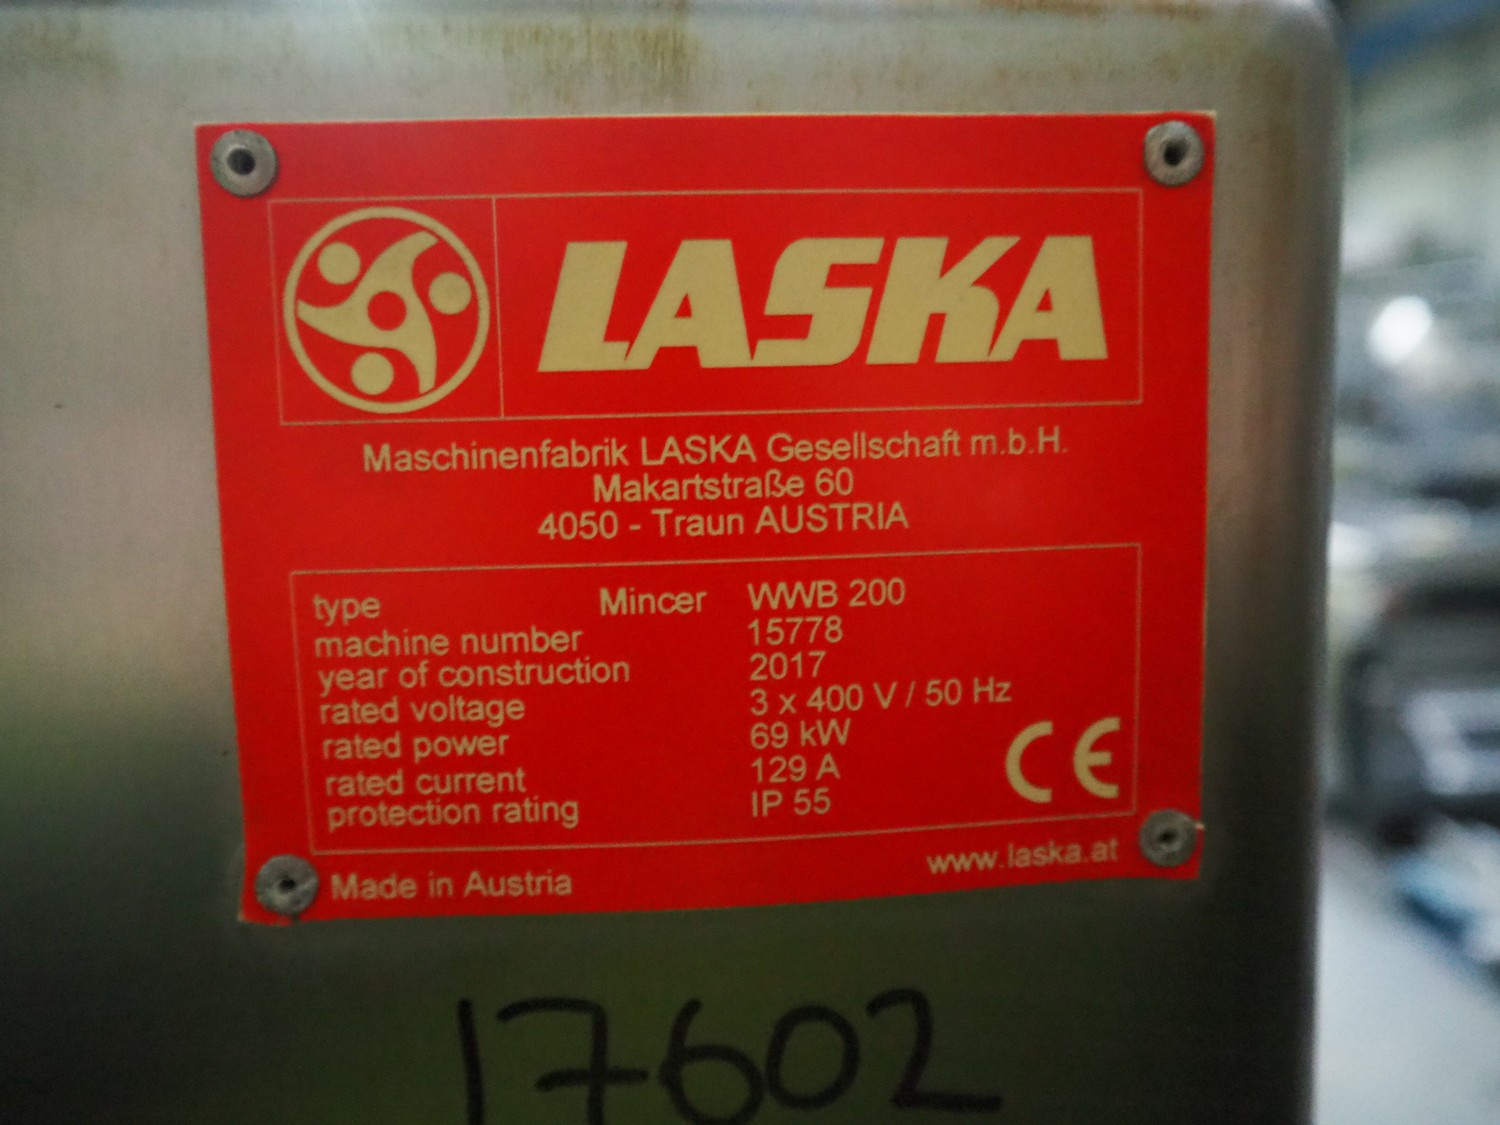 LASKA
Maschinenfabrik LASKA Gesellschaft m.b.H.
Makartstraße 60
4050 - Traun AUSTRIA
type Mincer WWB 200
machine number 15778
year of construction 2017
rated voltage 3 x 400 V / 50 Hz
rated power 69 kW
rated current 129 A
protection rating IP 55
CE
Made in Austria www.laska.at
17602